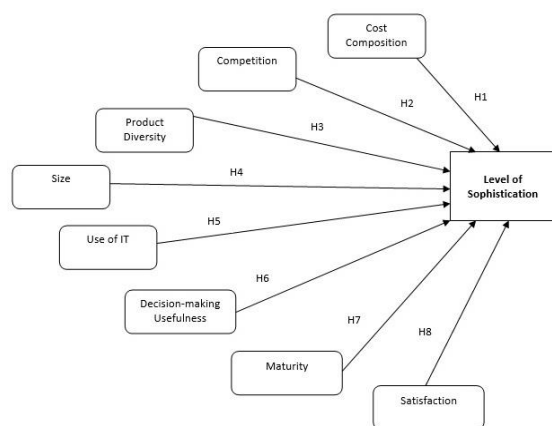 Cost
Composition
Competition
H1
H2
Product
Diversity
H3
Level of
Sophistication
Size
H4
H5
Use of IT
H6
Decision-making
Usefulness
H7
H8
Maturity
Satisfaction